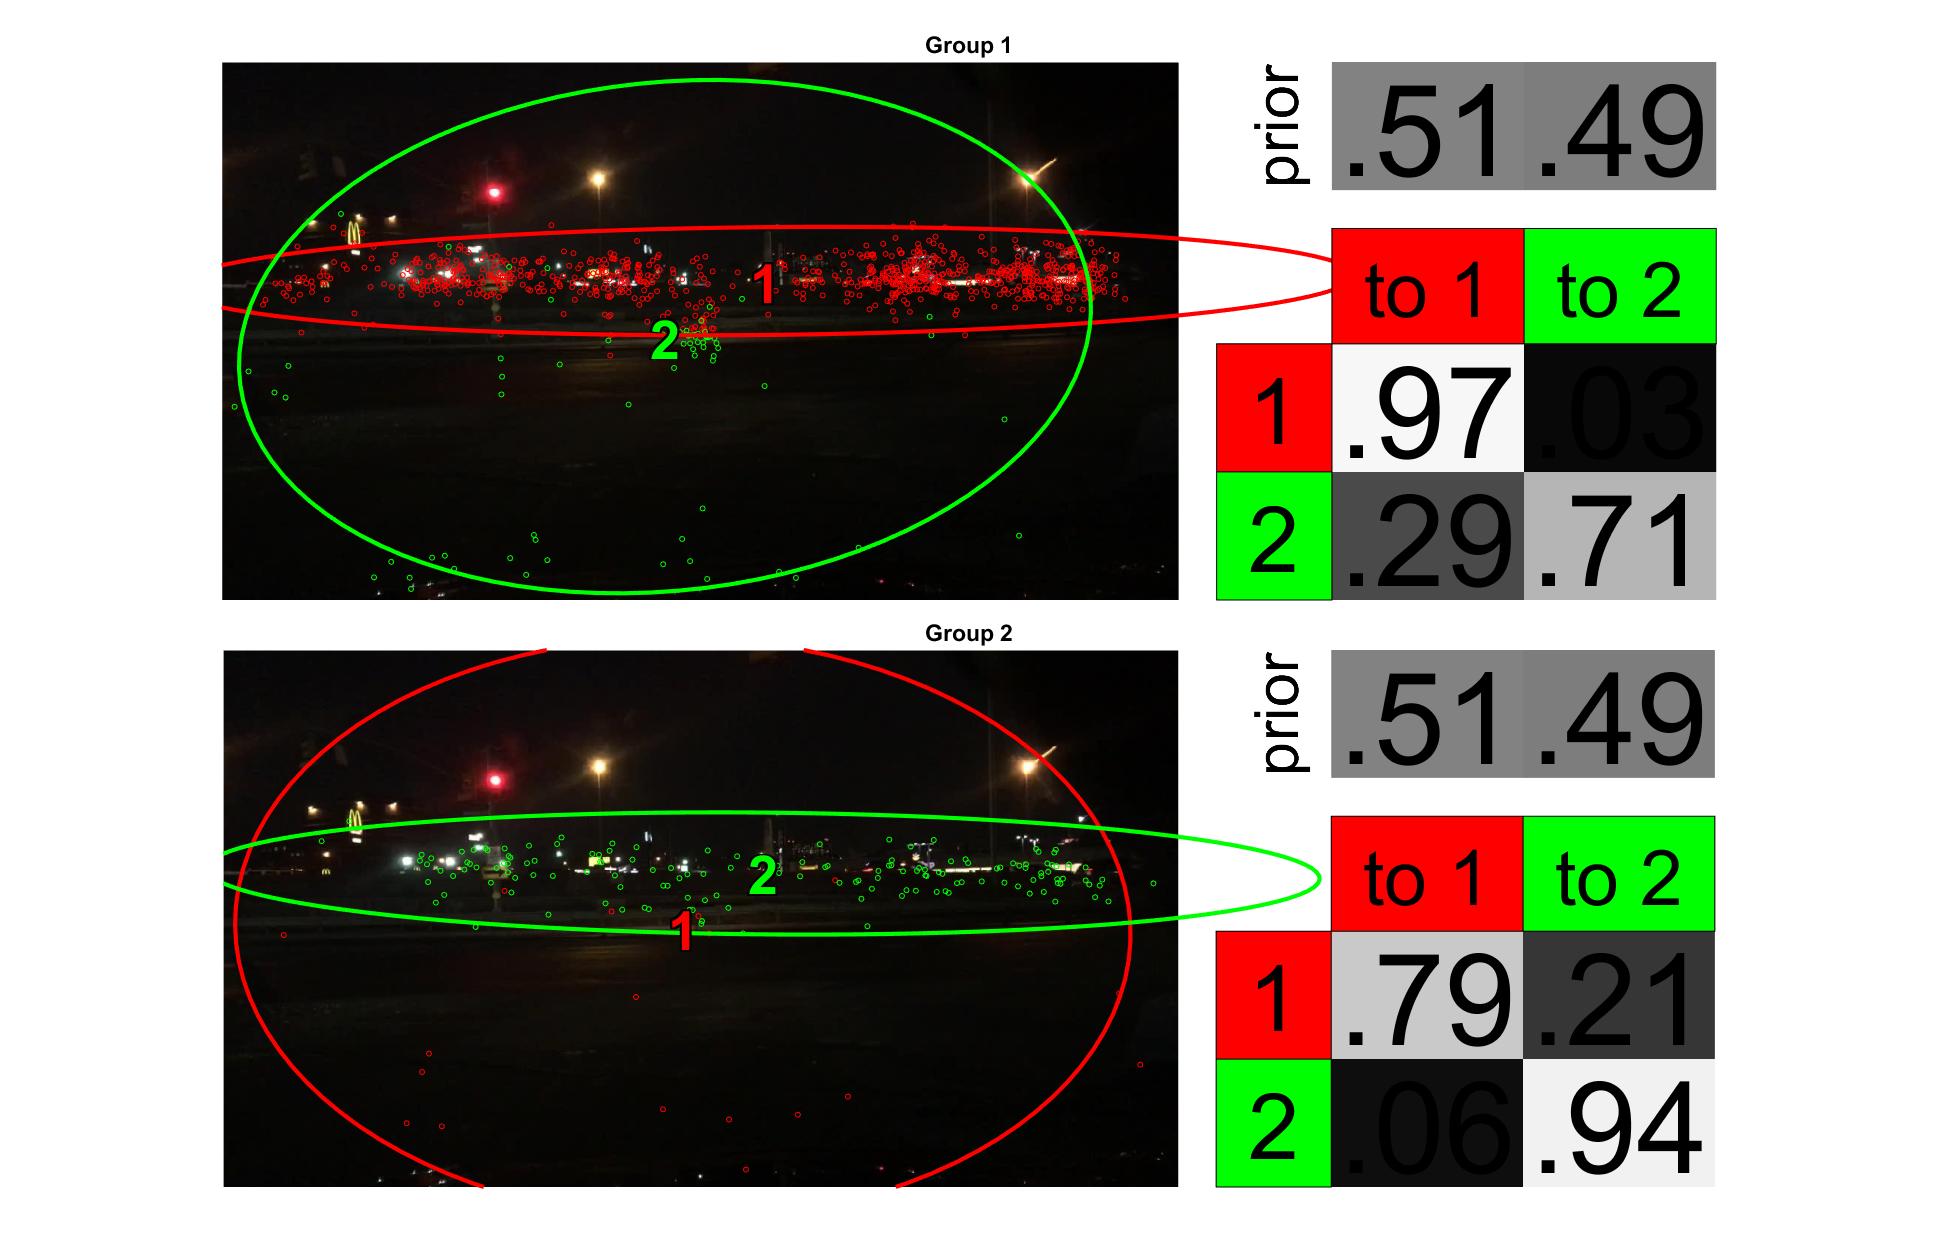 Group 1
prior
.51 .49
1
2
to 1 to 2
1 .97 .03
2 .29 .71
Group 2
prior
.51 .49
2
1
to 1 to 2
1 .79 .21
2 .06 .94